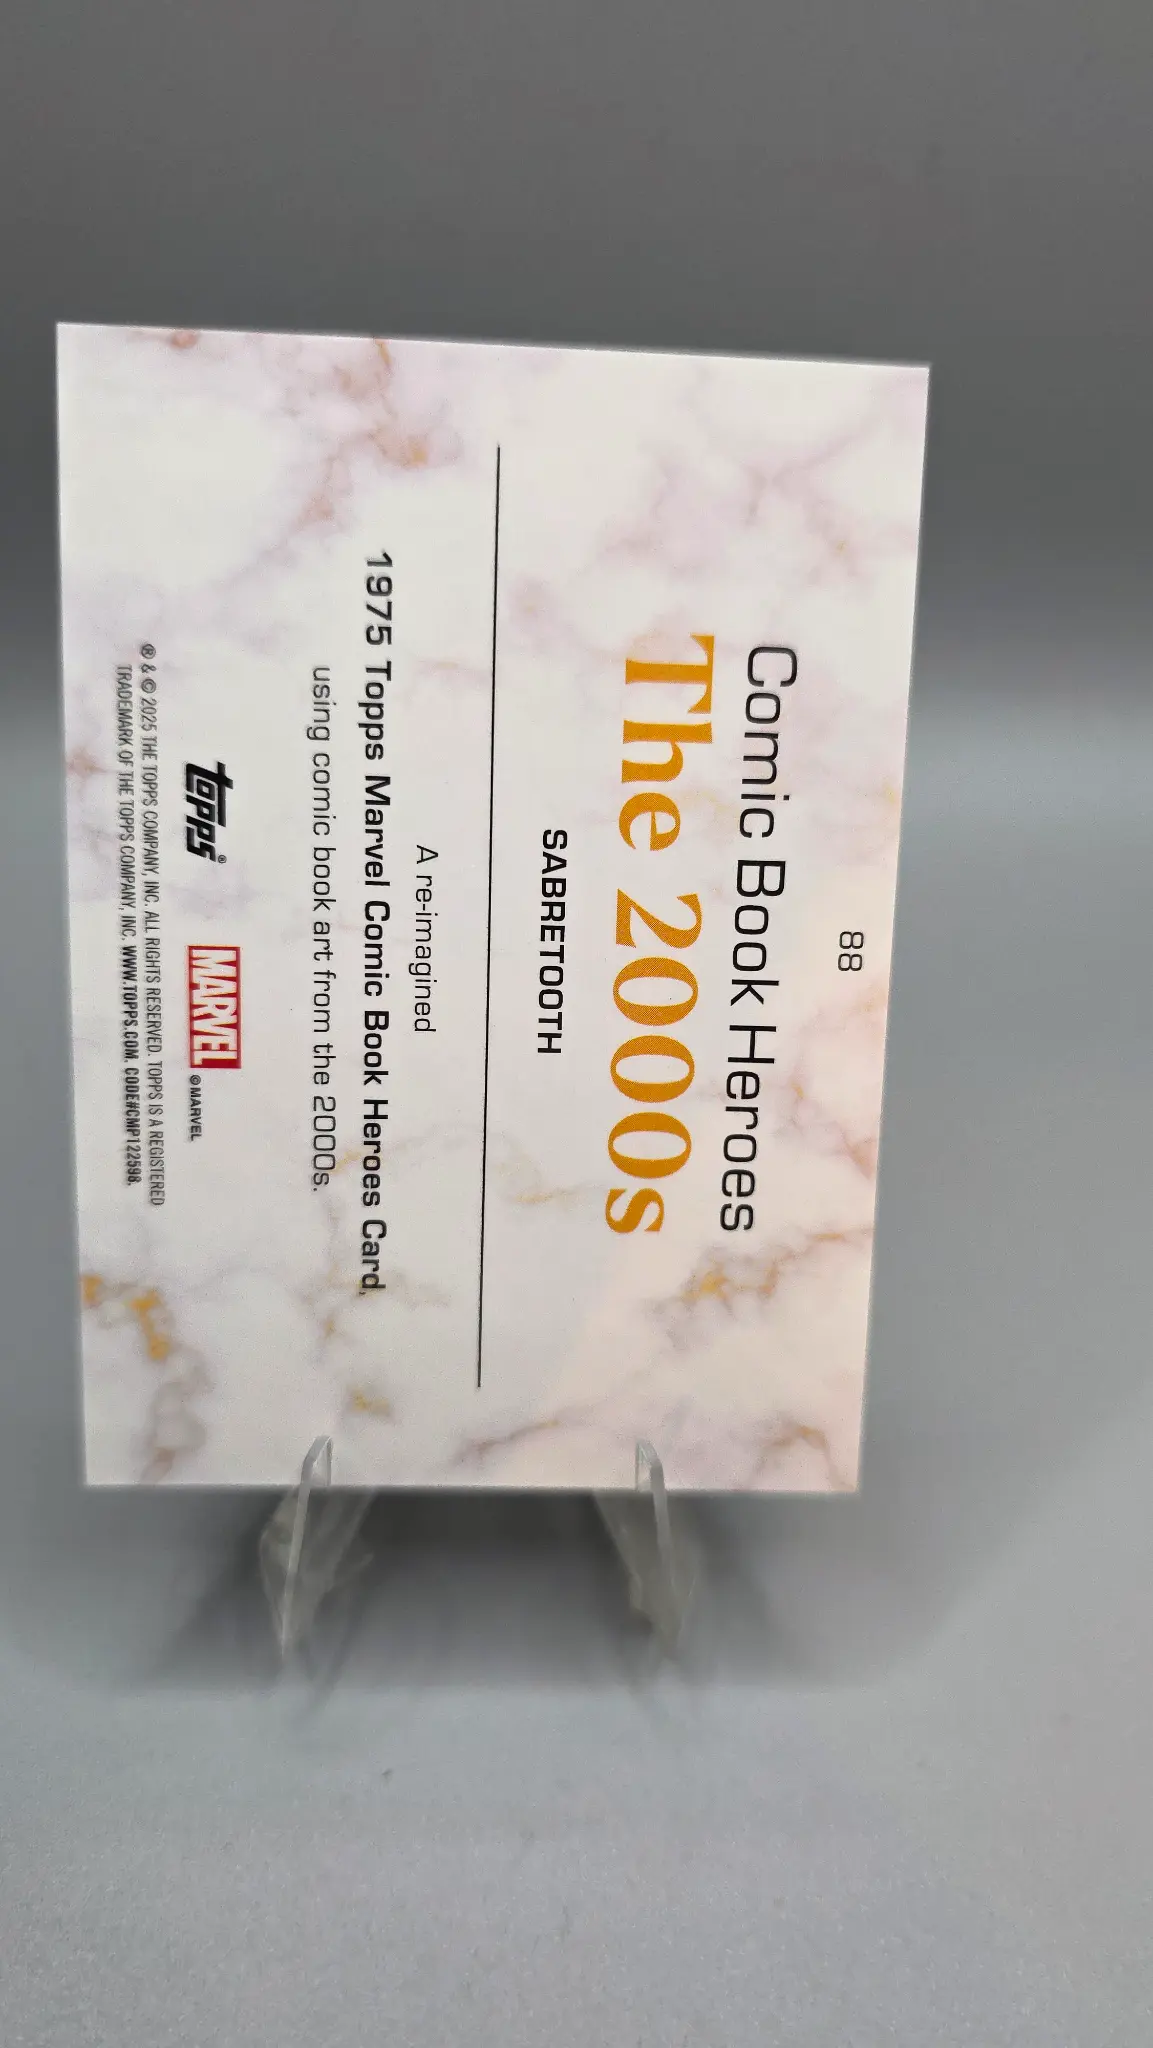 88
Comic Book Heroes
The 2000s
SABRETOOTH
A re-imagined
1975 Topps Marvel Comic Book Heroes Card,
using comic book art from the 2000s.
topps®
MARVEL ©MARVEL
® & © 2025 THE TOPPS COMPANY, INC. ALL RIGHTS RESERVED. TOPPS IS A REGISTERED
TRADEMARK OF THE TOPPS COMPANY, INC. WWW.TOPPS.COM. CODE#CMP122598.